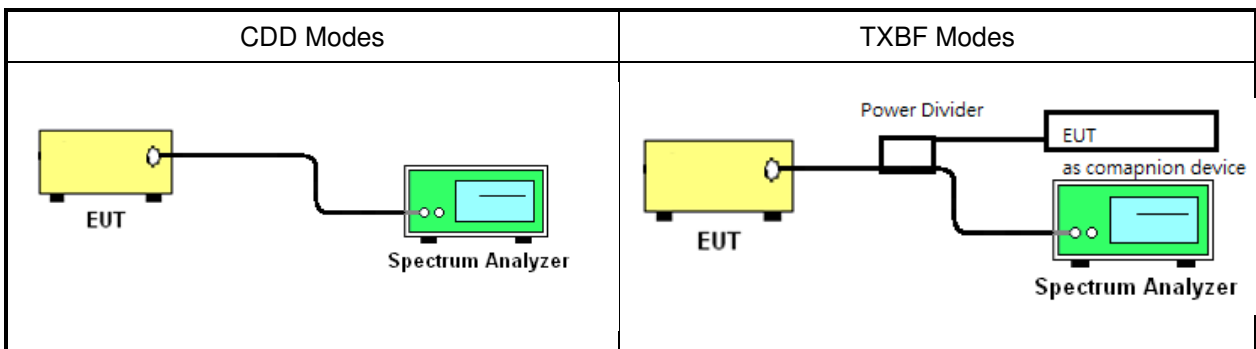 CDD Modes
TXBF Modes
EUT
Spectrum Analyzer
Power Divider
EUT
as comapnion device
EUT
Spectrum Analyzer